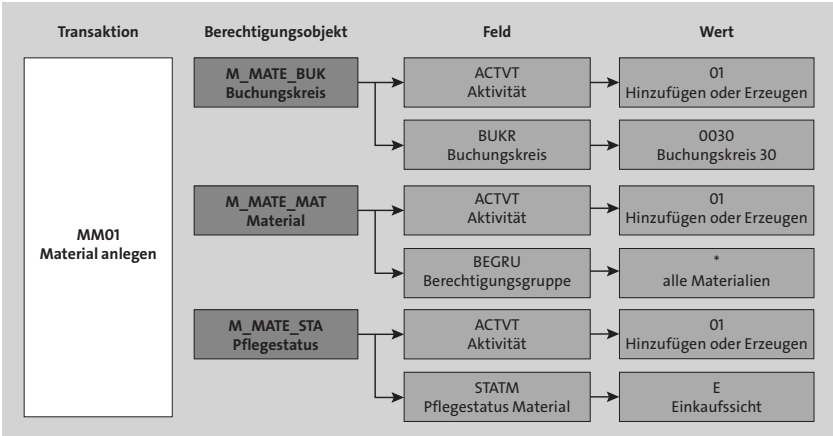 Transaktion
Berechtigungsobjekt
Feld
Wert
MM01
Material anlegen
M_MATE_BUK
Buchungskreis
ACTVT
Aktivität
01
Hinzufügen oder Erzeugen
BUKR
Buchungskreis
0030
Buchungskreis 30
M_MATE_MAT
Material
ACTVT
Aktivität
01
Hinzufügen oder Erzeugen
BEGRU
Berechtigungsgruppe
*
alle Materialien
M_MATE_STA
Pflegestatus
ACTVT
Aktivität
01
Hinzufügen oder Erzeugen
STATM
Pflegestatus Material
E
Einkaufssicht